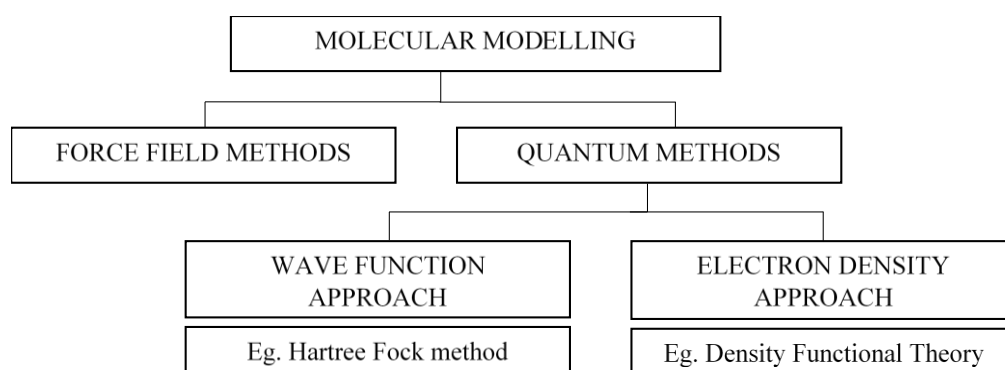 MOLECULAR MODELLING
FORCE FIELD METHODS
QUANTUM METHODS
WAVE FUNCTION
APPROACH
ELECTRON DENSITY
APPROACH
Eg. Hartree Fock method
Eg. Density Functional Theory